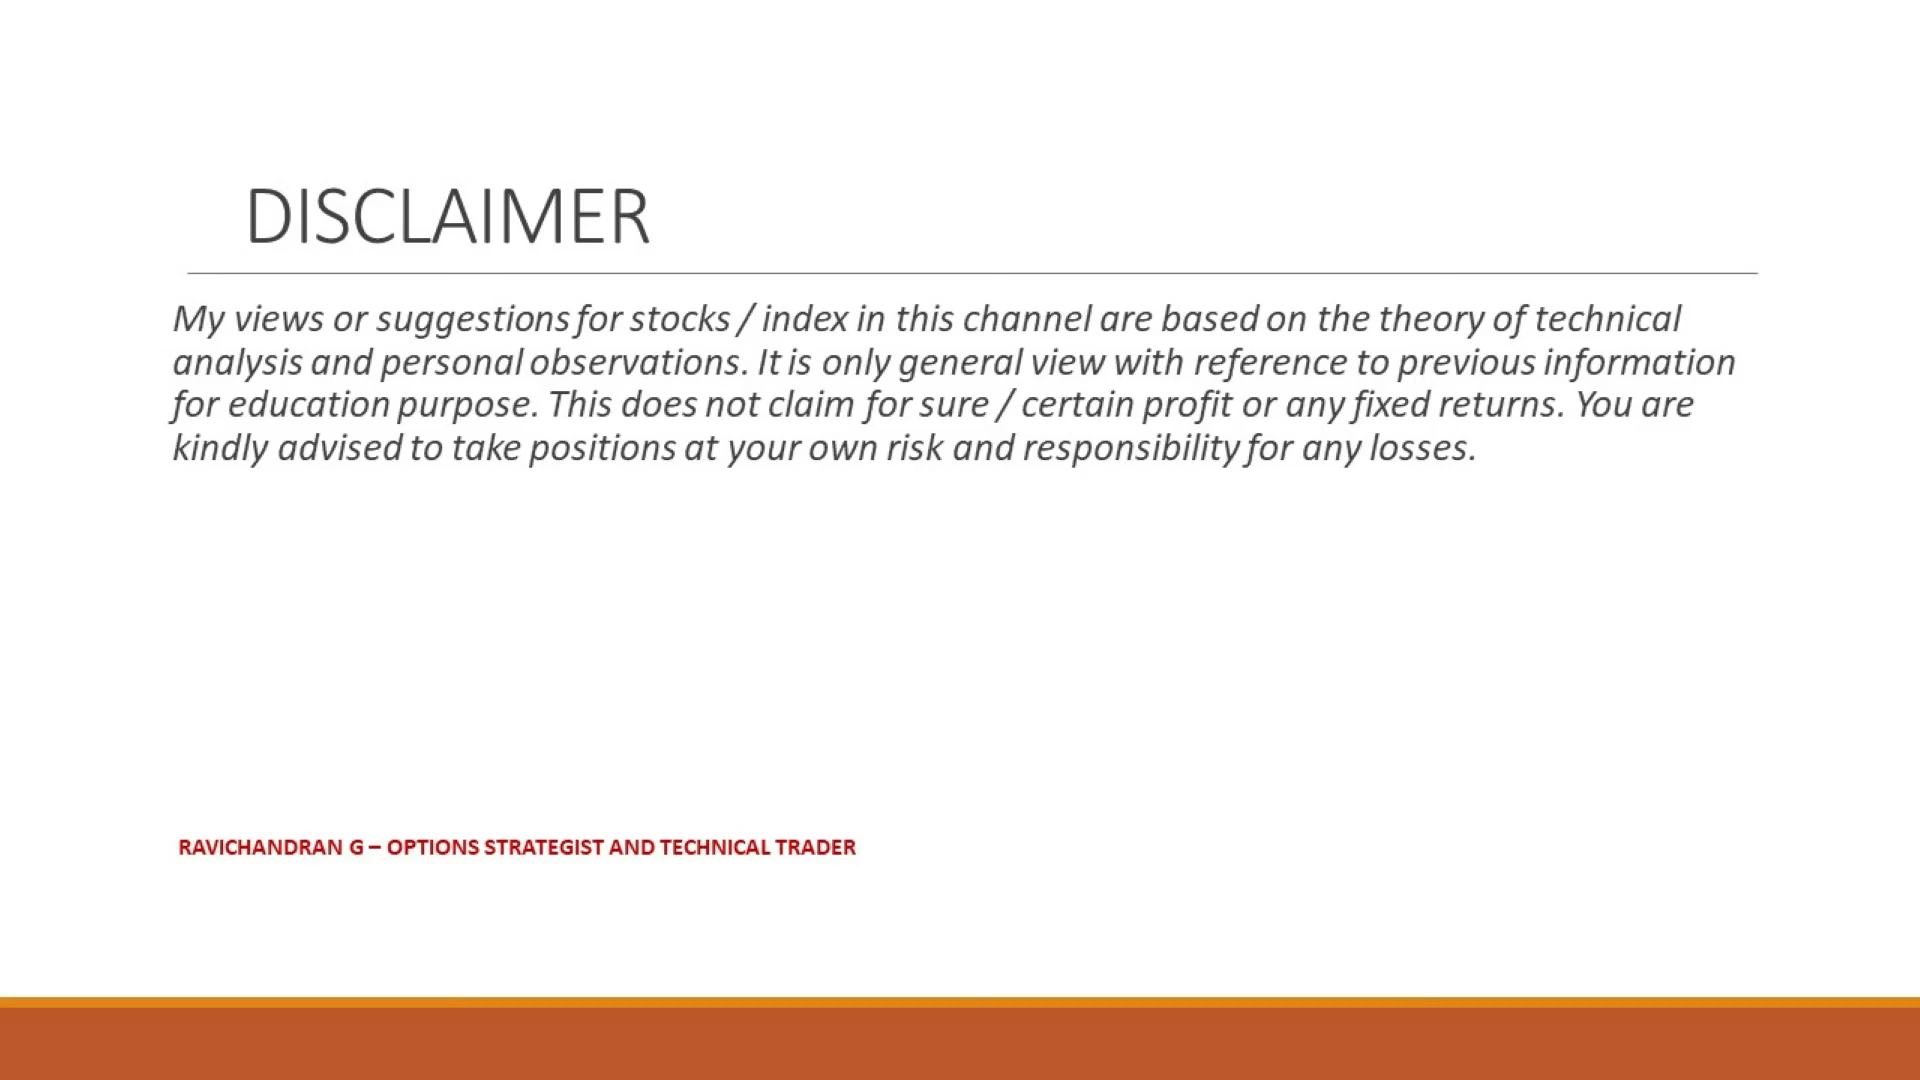 DISCLAIMER
My views or suggestions for stocks / index in this channel are based on the theory of technical
analysis and personal observations. It is only general view with reference to previous information
for education purpose. This does not claim for sure / certain profit or any fixed returns. You are
kindly advised to take positions at your own risk and responsibility for any losses.
RAVICHANDRAN G – OPTIONS STRATEGIST AND TECHNICAL TRADER